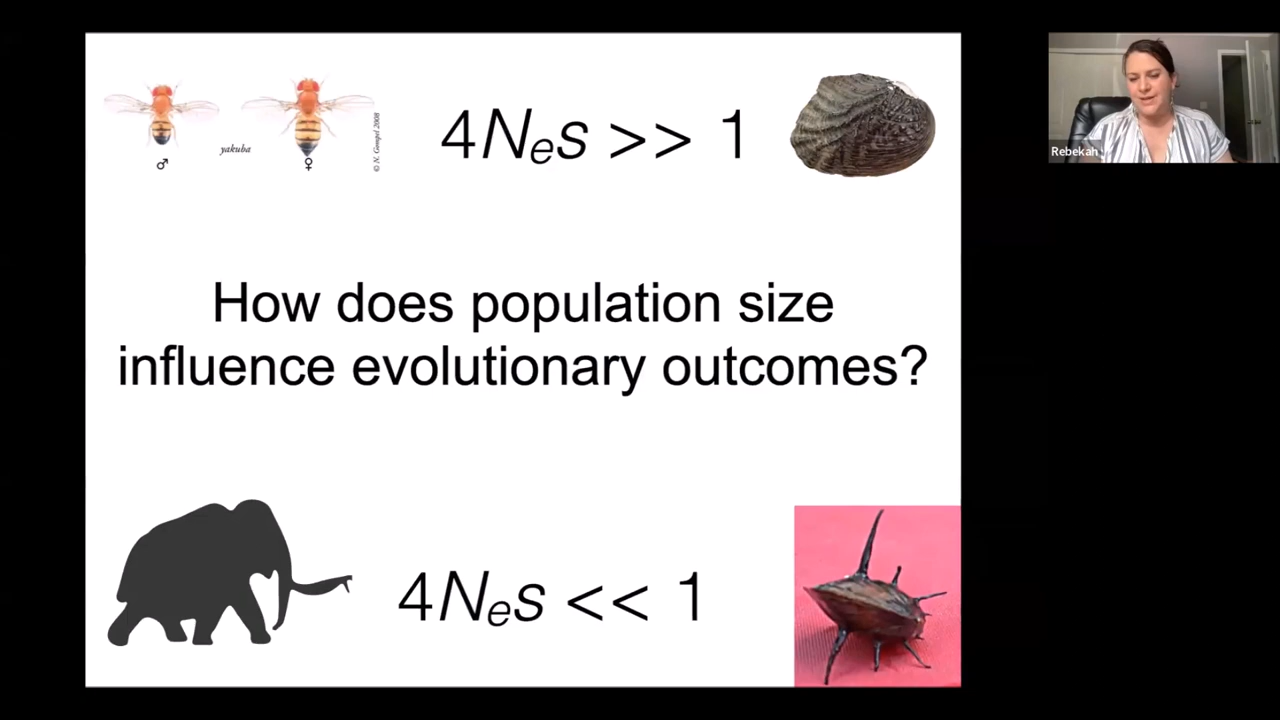 4Nes >> 1
♂ yakuba ♀
© N. Gompel 2008
Rebekah
How does population size
influence evolutionary outcomes?
4Nes << 1